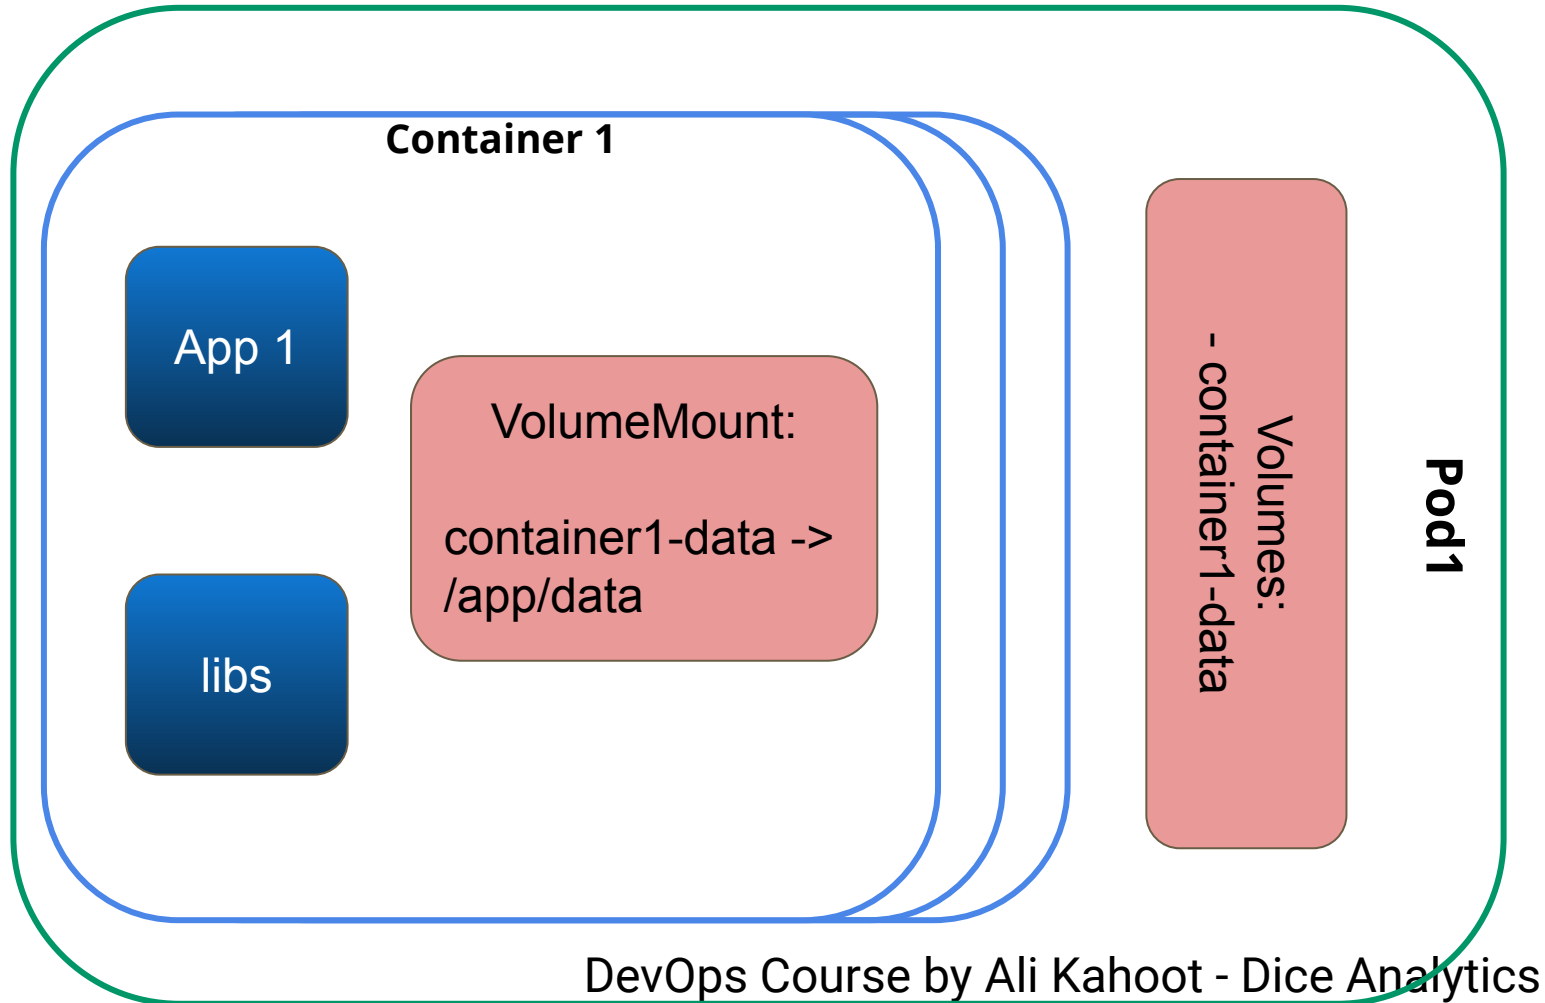 Container 1
App 1
VolumeMount:
container1-data ->
/app/data
libs
Volumes:
- container1-data
Pod1
DevOps Course by Ali Kahoot - Dice Analytics